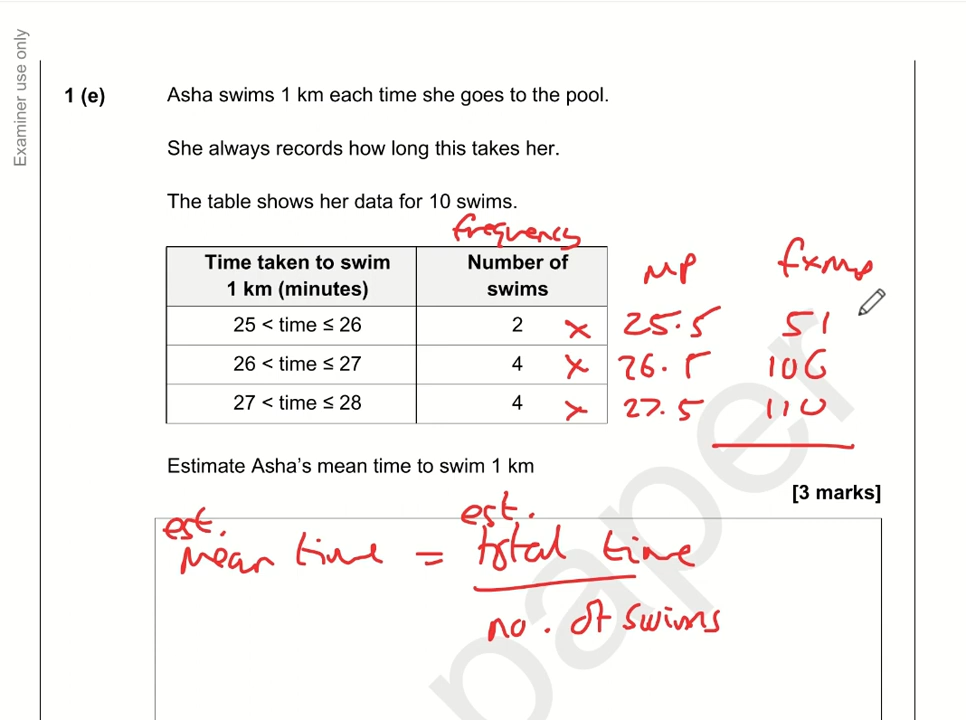 Examiner use only
1 (e) Asha swims 1 km each time she goes to the pool.
She always records how long this takes her.
The table shows her data for 10 swims.
frequency
Time taken to swim 1 km (minutes) Number of swims MP f×MP
25 < time ≤ 26 2 × 25.5 51
26 < time ≤ 27 4 × 26.5 106
27 < time ≤ 28 4 × 27.5 110
Estimate Asha's mean time to swim 1 km
[3 marks]
est. est.
mean time = total time
no. of swims
paper